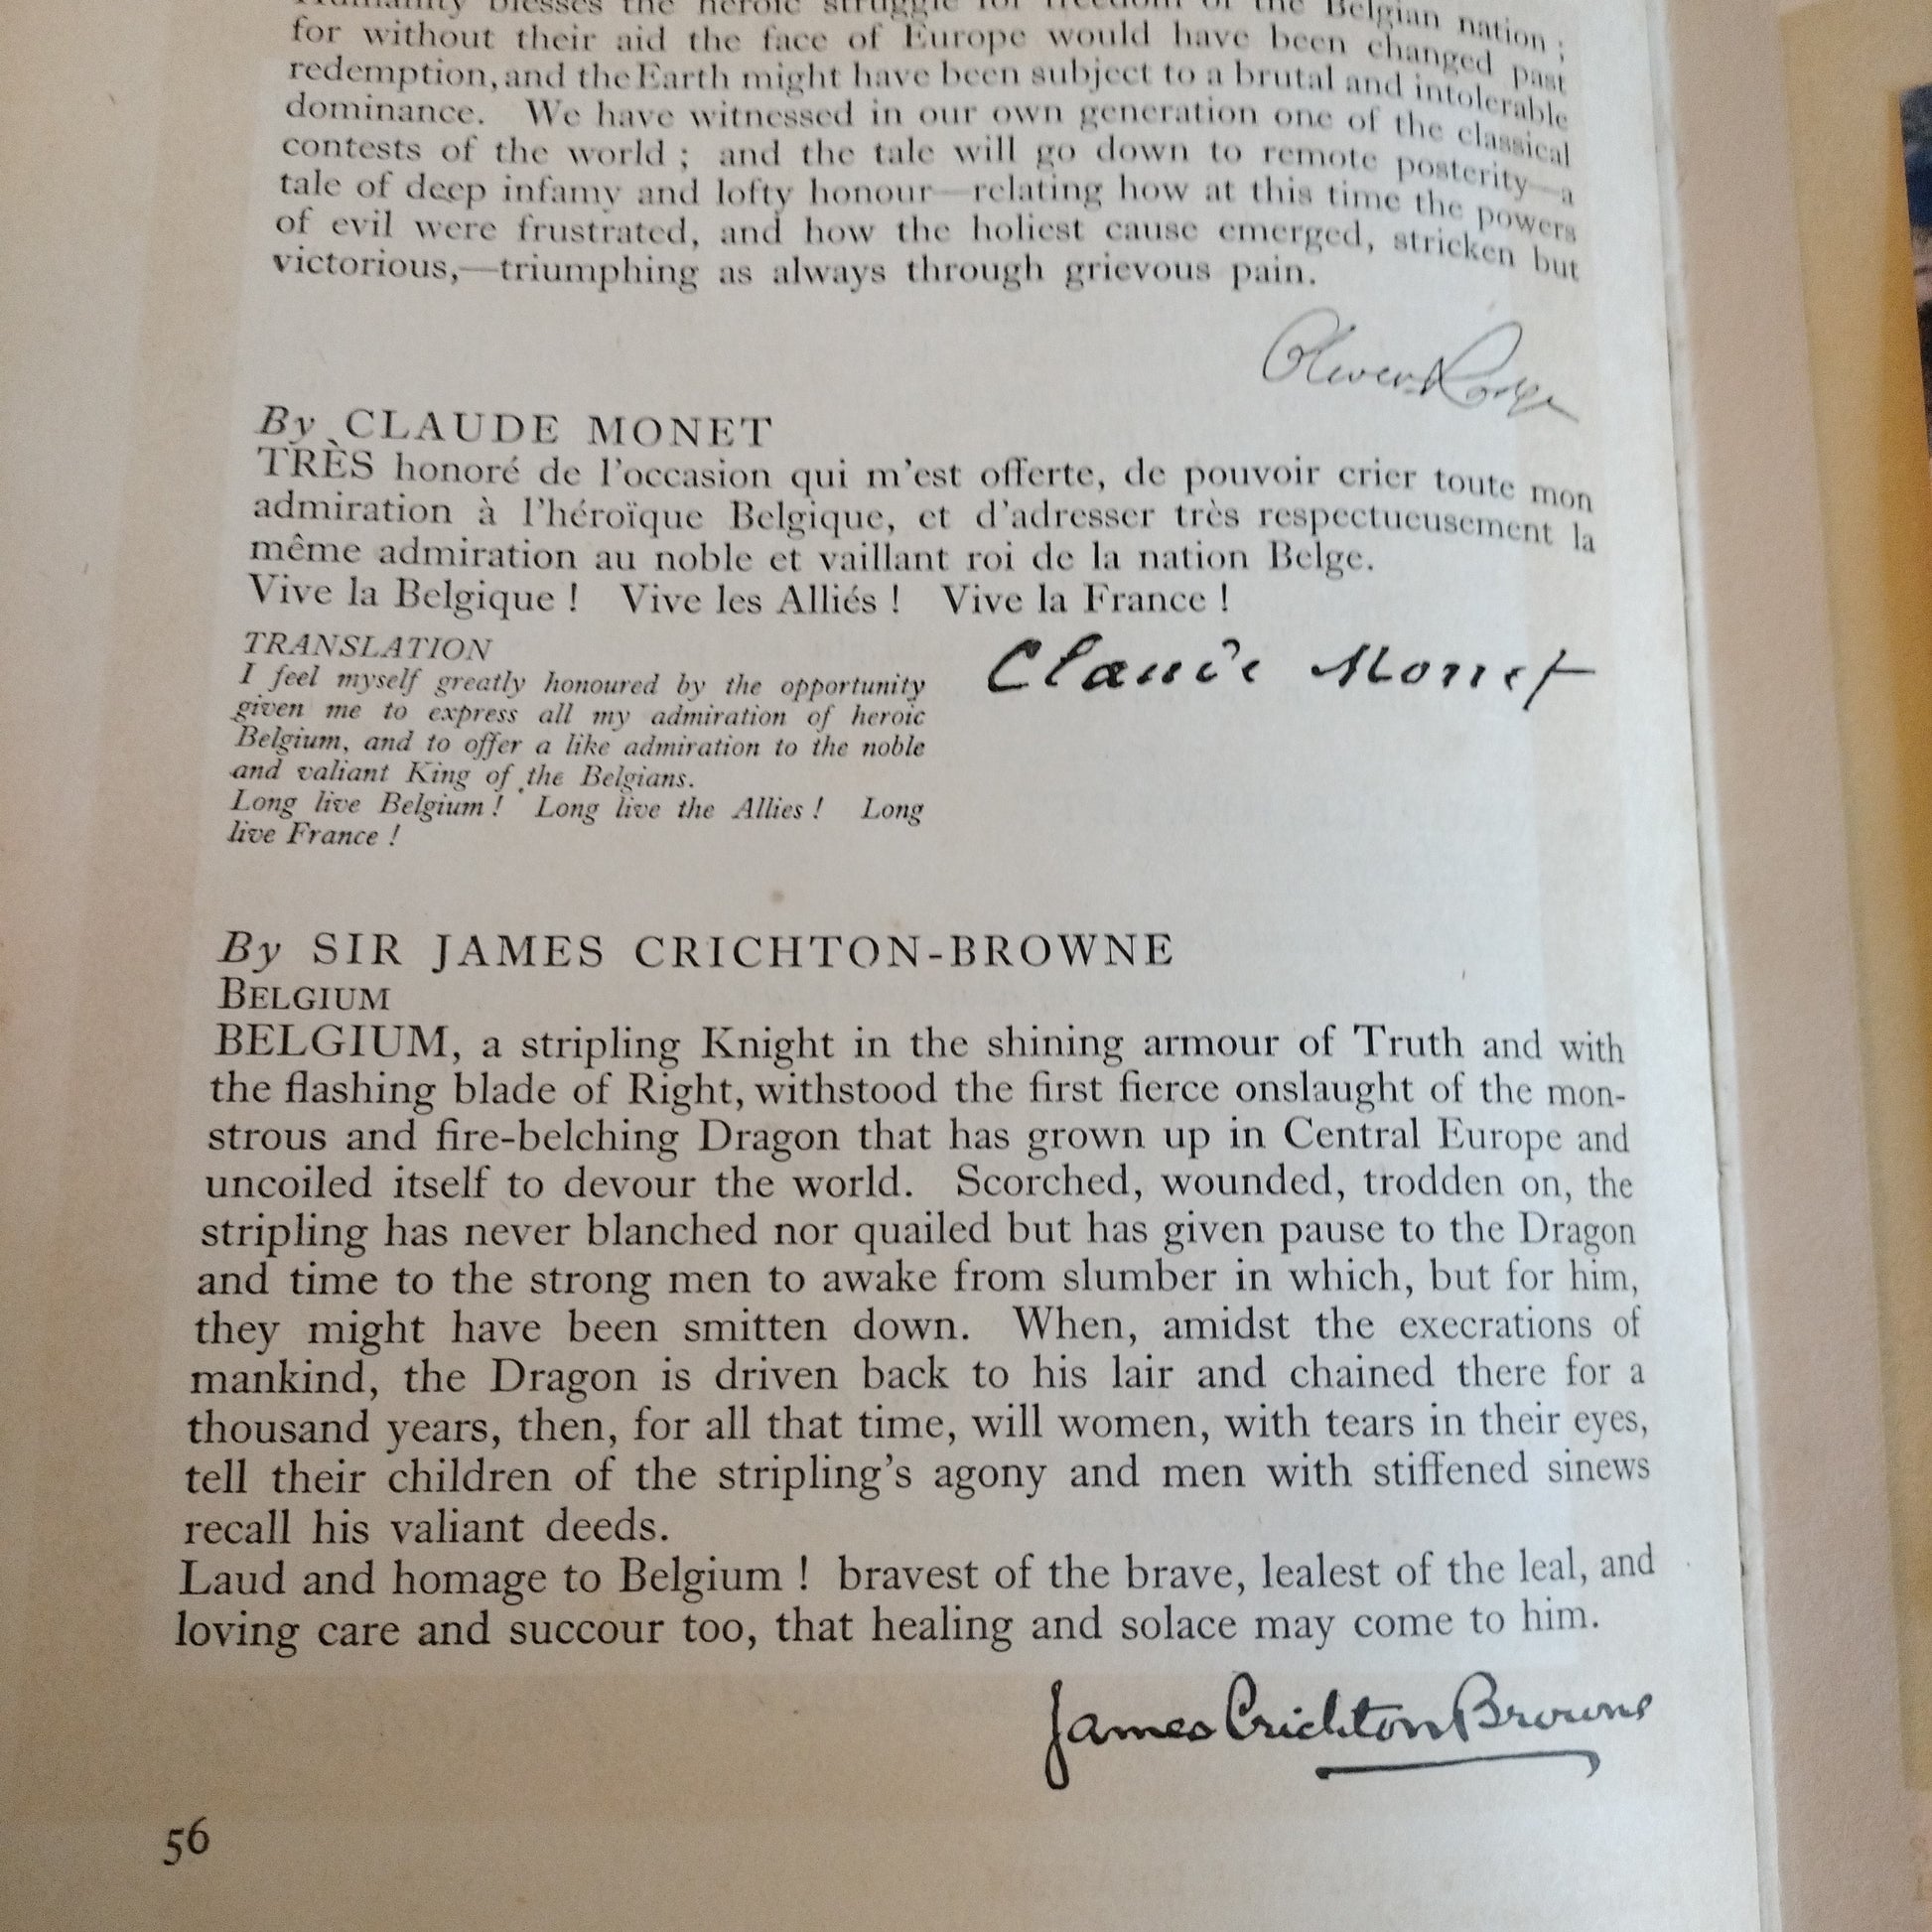 Humanity blesses the heroic struggle for freedom of the Belgian nation ;
for without their aid the face of Europe would have been changed past
redemption, and the Earth might have been subject to a brutal and intolerable
dominance. We have witnessed in our own generation one of the classical
contests of the world ; and the tale will go down to remote posterity—a
tale of deep infamy and lofty honour—relating how at this time the powers
of evil were frustrated, and how the holiest cause emerged, stricken but
victorious,—triumphing as always through grievous pain.
Oliver Lodge
By CLAUDE MONET
TRÈS honoré de l'occasion qui m'est offerte, de pouvoir crier toute mon
admiration à l'héroïque Belgique, et d'adresser très respectueusement la
même admiration au noble et vaillant roi de la nation Belge.
Vive la Belgique ! Vive les Alliés ! Vive la France !
Claude Monet
TRANSLATION
I feel myself greatly honoured by the opportunity
given me to express all my admiration of heroic
Belgium, and to offer a like admiration to the noble
and valiant King of the Belgians.
Long live Belgium ! Long live the Allies ! Long
live France !
By SIR JAMES CRICHTON-BROWNE
BELGIUM
BELGIUM, a stripling Knight in the shining armour of Truth and with
the flashing blade of Right, withstood the first fierce onslaught of the mon-
strous and fire-belching Dragon that has grown up in Central Europe and
uncoiled itself to devour the world. Scorched, wounded, trodden on, the
stripling has never blanched nor quailed but has given pause to the Dragon
and time to the strong men to awake from slumber in which, but for him,
they might have been smitten down. When, amidst the execrations of
mankind, the Dragon is driven back to his lair and chained there for a
thousand years, then, for all that time, will women, with tears in their eyes,
tell their children of the stripling's agony and men with stiffened sinews
recall his valiant deeds.
Laud and homage to Belgium ! bravest of the brave, lealest of the leal, and
loving care and succour too, that healing and solace may come to him.
James Crichton Browne
56